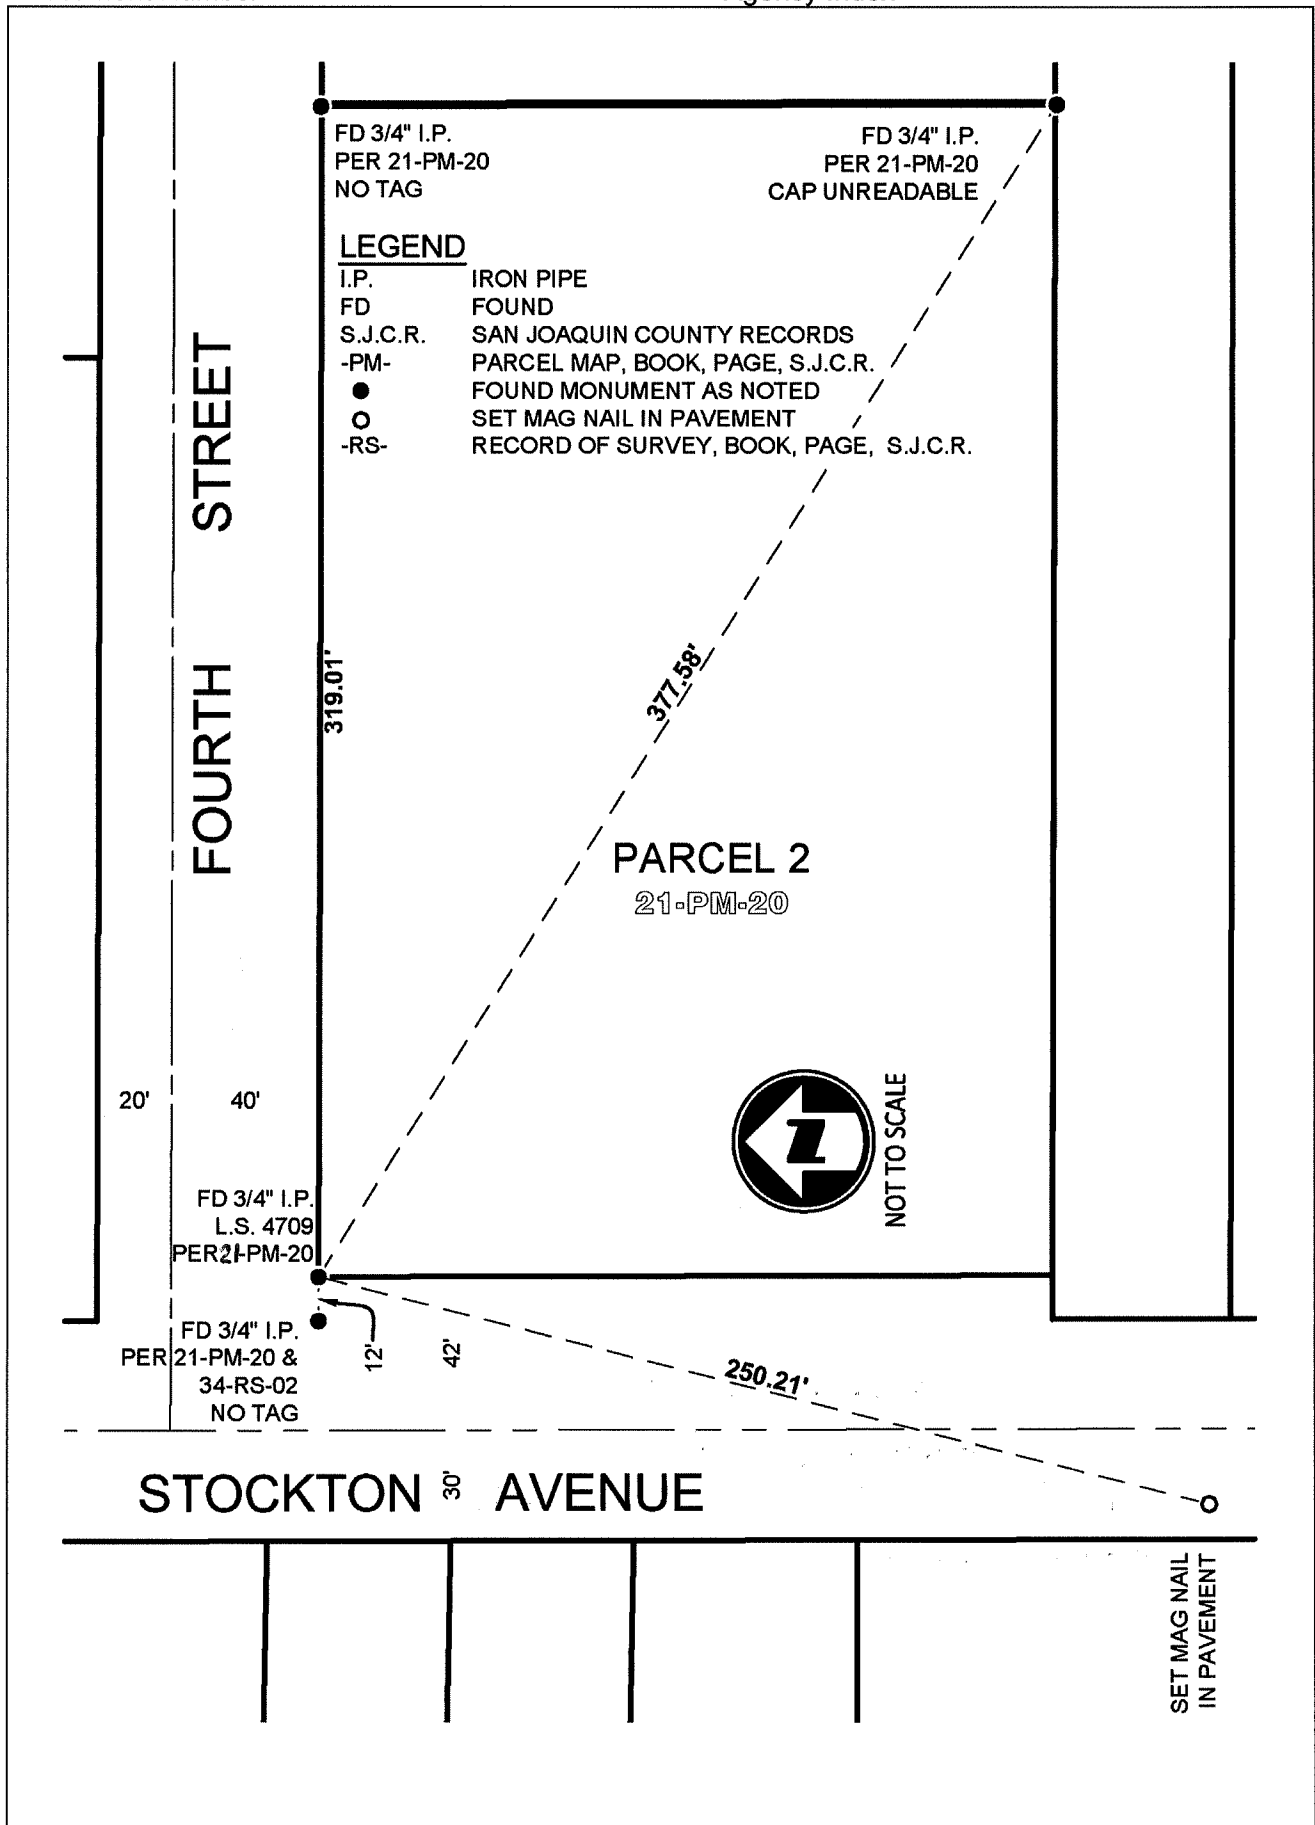 FD 3/4" I.P.
PER 21-PM-20
NO TAG
FD 3/4" I.P.
PER 21-PM-20
CAP UNREADABLE
LEGEND
I.P. IRON PIPE
FD FOUND
S.J.C.R. SAN JOAQUIN COUNTY RECORDS
-PM- PARCEL MAP, BOOK, PAGE, S.J.C.R.
FOUND MONUMENT AS NOTED
SET MAG NAIL IN PAVEMENT
-RS- RECORD OF SURVEY, BOOK, PAGE, S.J.C.R.
FOURTH STREET
319.01'
377.58'
PARCEL 2
21-PM-20
20' 40'
N
NOT TO SCALE
FD 3/4" I.P.
L.S. 4709
PER 21-PM-20
FD 3/4" I.P.
PER 21-PM-20 &
34-RS-02
NO TAG
12'
42'
250.21'
STOCKTON AVENUE
30'
SET MAG NAIL
IN PAVEMENT